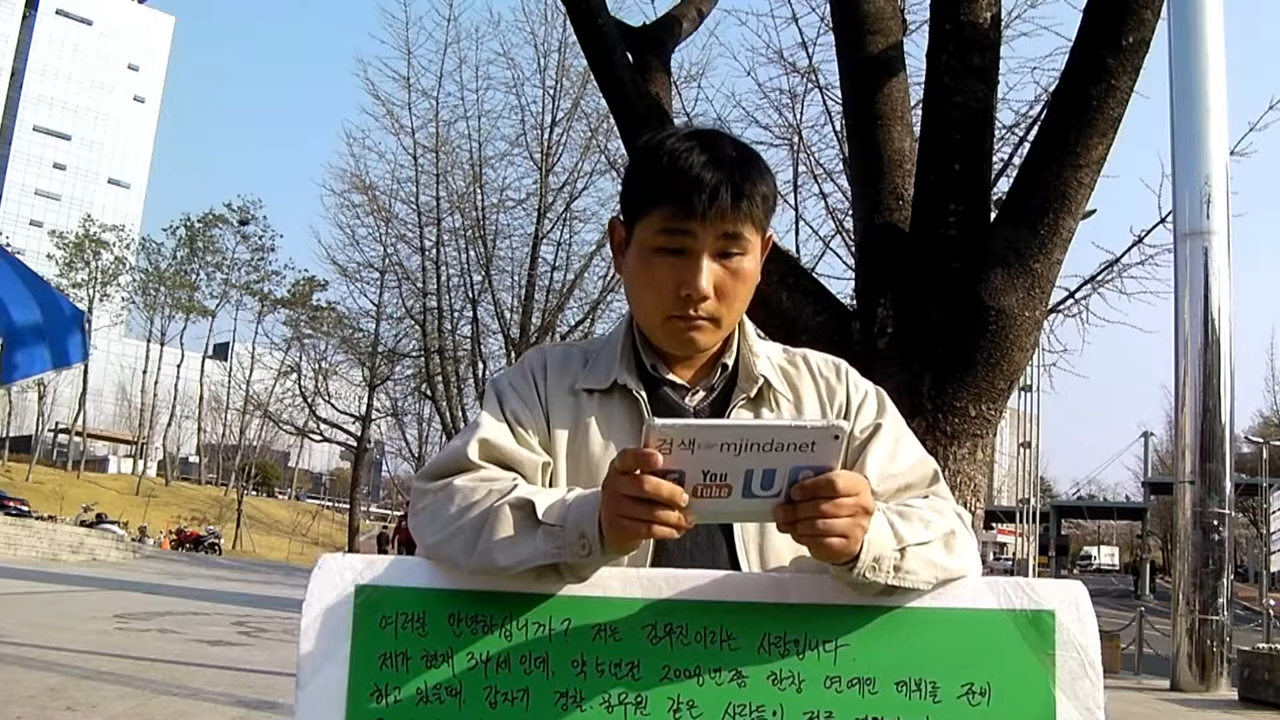 검색 mjindanet
You
Tube
U
여러분 안녕하십니까? 저는 김무진이라는 사람입니다.
제가 현재 34세 인데, 약 5년전 2008년쯤 한창 연예인 데뷔를 준비
하고 있을때, 갑자기 경찰, 공무원 같은 사람들이 저를